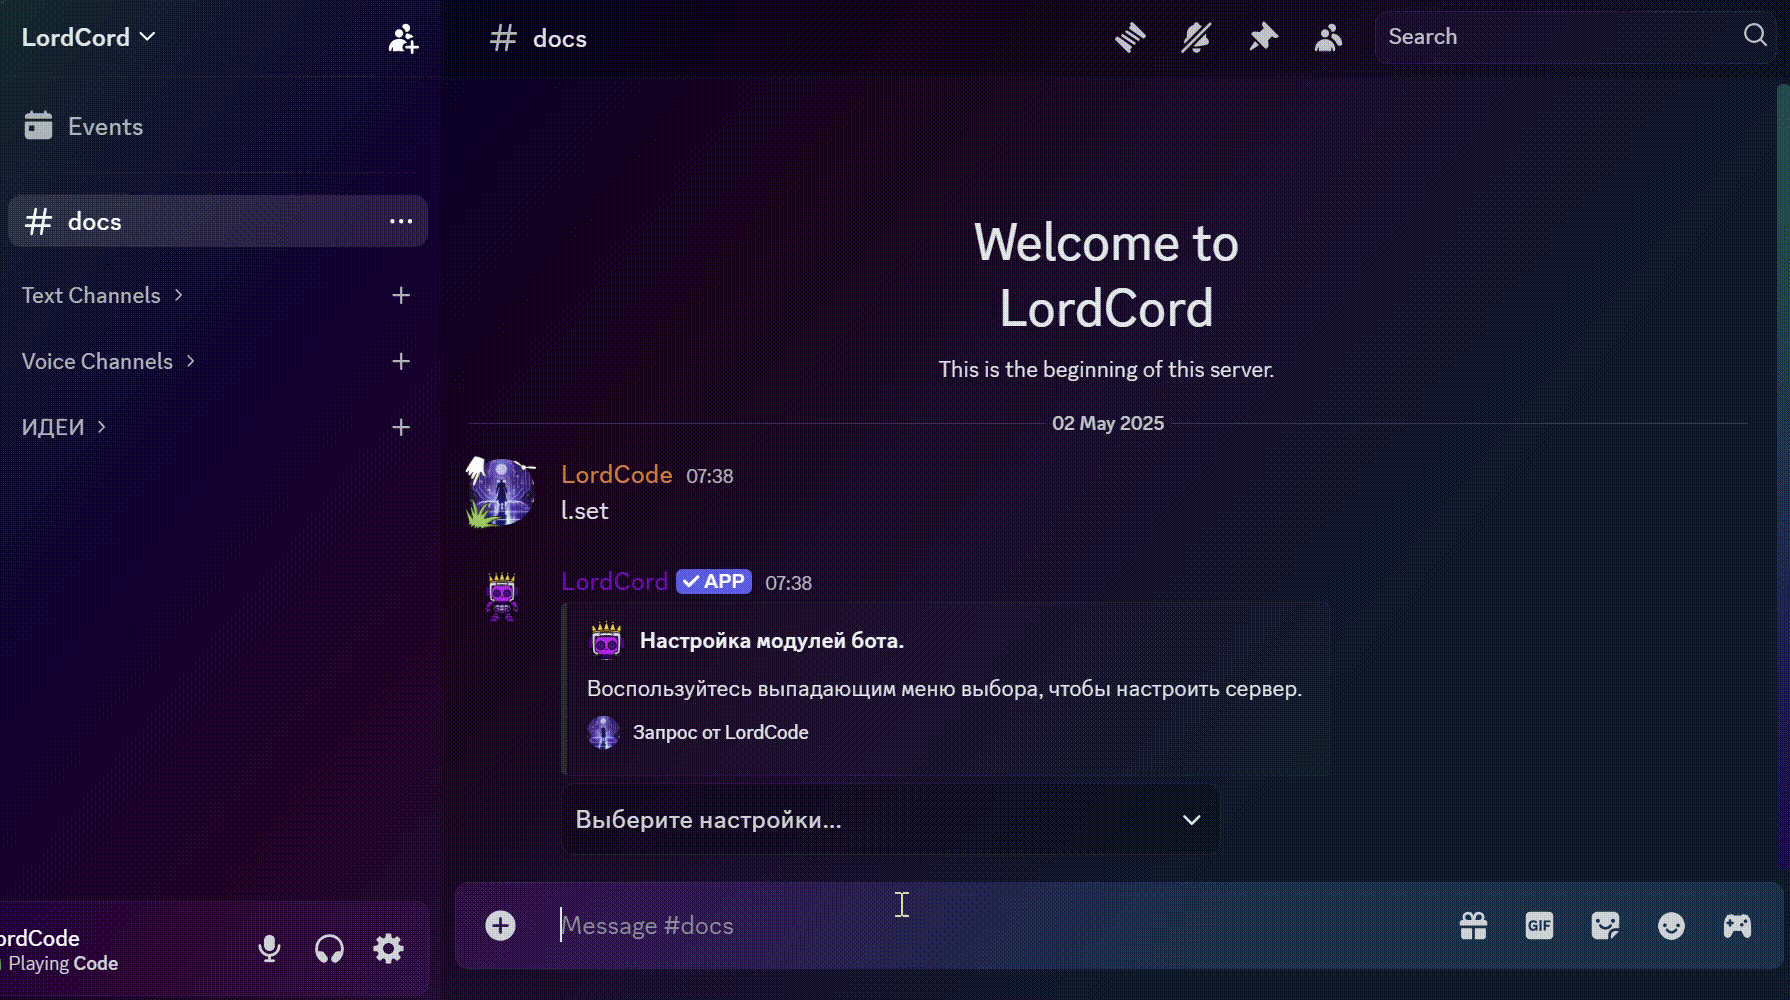 LordCord
Events
# docs
Text Channels
Voice Channels
ИДЕИ
ordCode
Playing Code
# docs
Search
Welcome to
LordCord
This is the beginning of this server.
02 May 2025
LordCode 07:38
l.set
LordCord APP 07:38
Настройка модулей бота.
Воспользуйтесь выпадающим меню выбора, чтобы настроить сервер.
Запрос от LordCode
Выберите настройки...
Message #docs
GIF